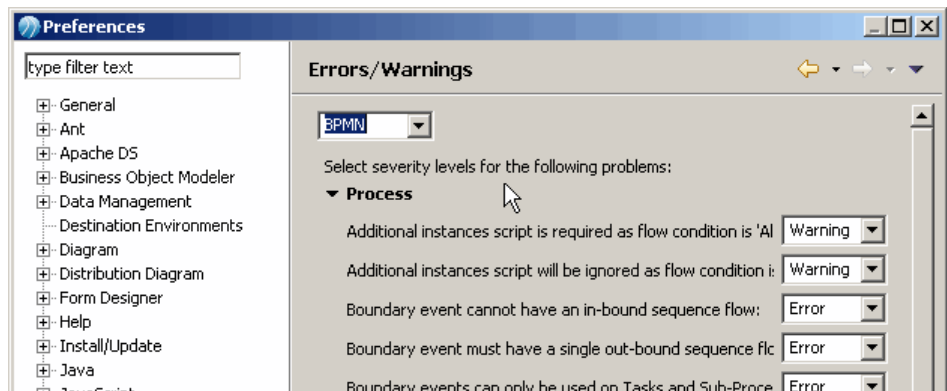 Preferences
type filter text
Errors/Warnings
General
Ant
Apache DS
Business Object Modeler
Data Management
Destination Environments
Diagram
Distribution Diagram
Form Designer
Help
Install/Update
Java
JavaScript
BPMN
Select severity levels for the following problems:
Process
Additional instances script is required as flow condition is 'Al Warning
Additional instances script will be ignored as flow condition i: Warning
Boundary event cannot have an in-bound sequence flow: Error
Boundary event must have a single out-bound sequence flc Error
Boundary events can only be used on Tasks and Sub-Proce Error